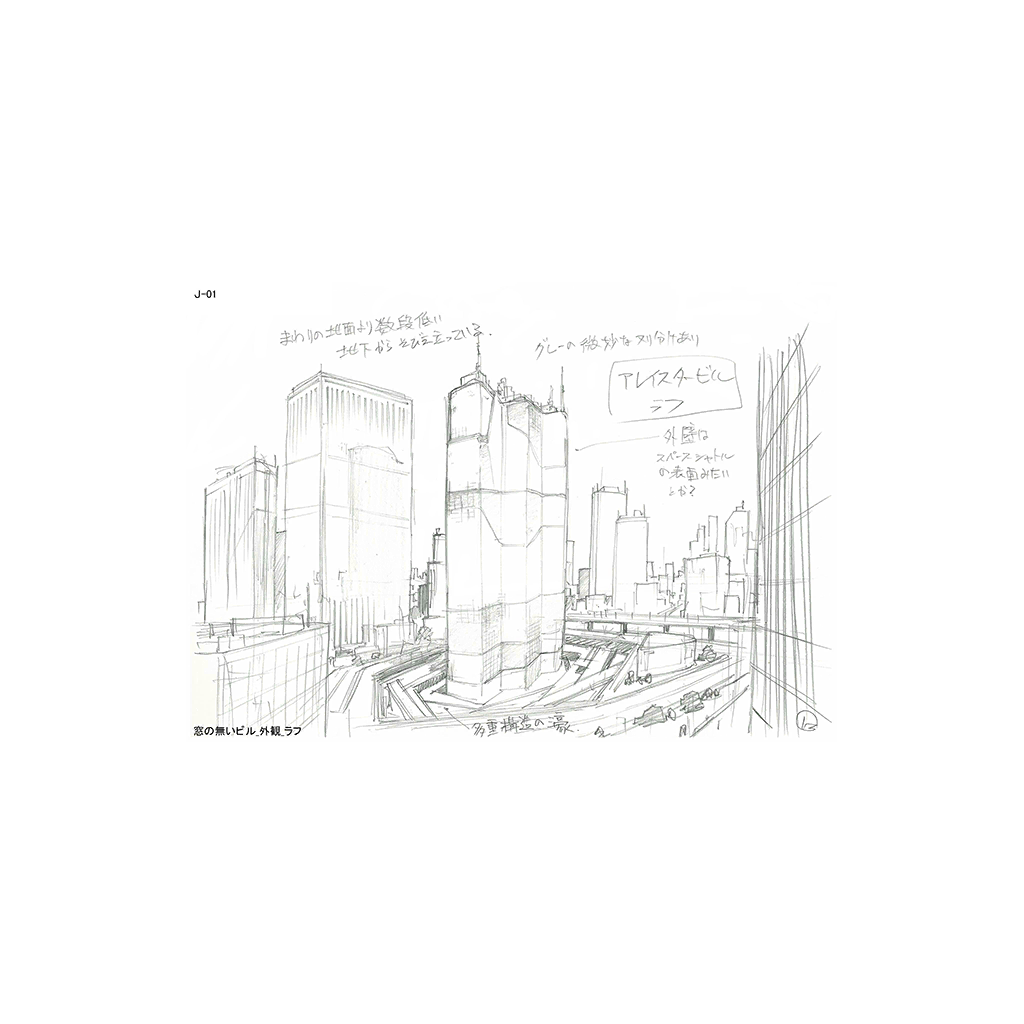 J-01
まわりの地面より数段低い
地下からそびえ立っている.
グレーの微妙な刈分けあり
アレイスタービル
ラフ
外壁は
スペースシャトル
の表面みたい
とか?
多重構造の濠.
窓の無いビル_外観_ラフ